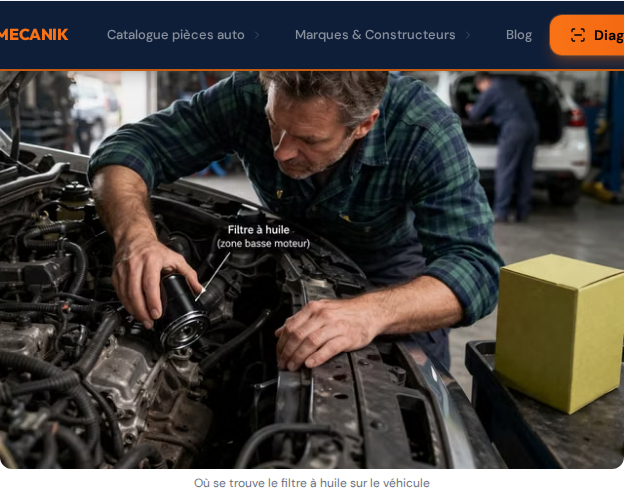 MECANIK
Catalogue pièces auto
Marques & Constructeurs
Blog
Diag
Filtre à huile
(zone basse moteur)
Où se trouve le filtre à huile sur le véhicule